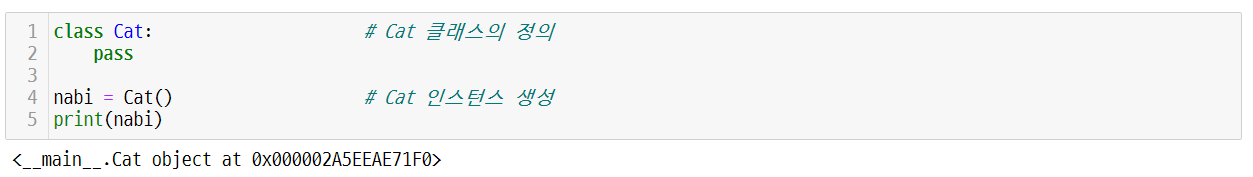 1 class Cat: # Cat 클래스의 정의
2 pass
3
4 nabi = Cat() # Cat 인스턴스 생성
5 print(nabi)
<__main__.Cat object at 0x000002A5EEAE71F0>